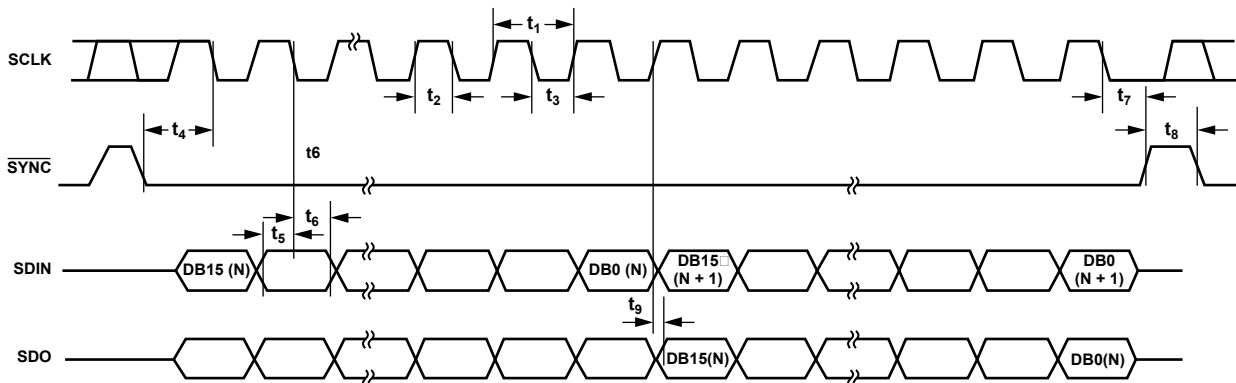 SCLK
t1
t2
t3
t7
t4
t8
SYNC
t6
t6
t5
SDIN
DB15 (N)
DB0 (N)
DB15
(N + 1)
DB0
(N + 1)
t9
SDO
DB15(N)
DB0(N)